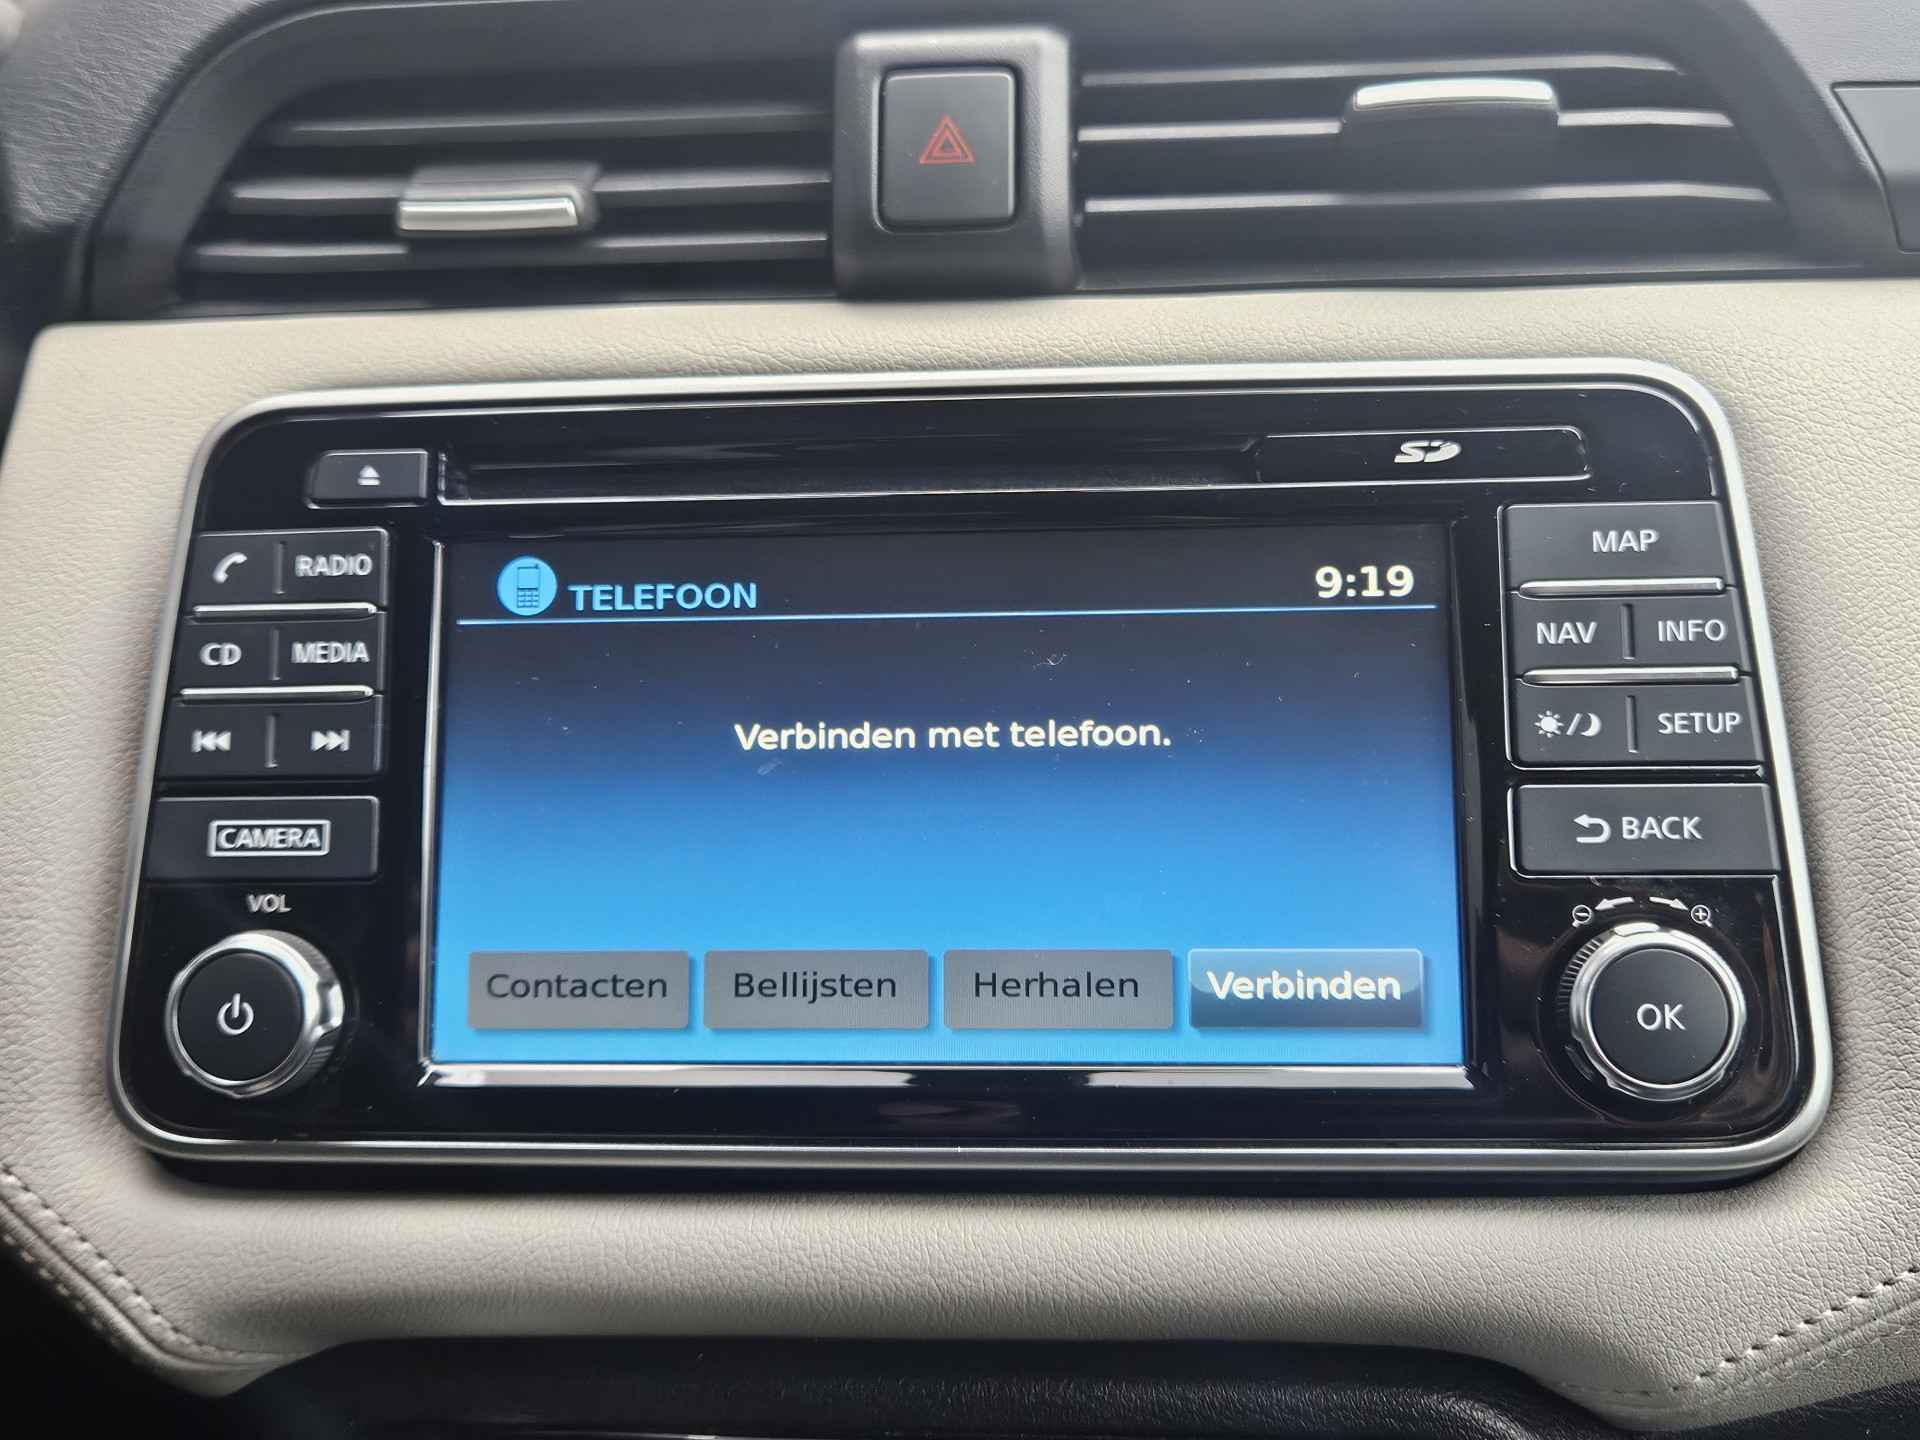 SD
RADIO
CD MEDIA
CAMERA
VOL
TELEFOON 9:19
Verbinden met telefoon.
Contacten Bellijsten Herhalen Verbinden
MAP
NAV INFO
SETUP
BACK
OK